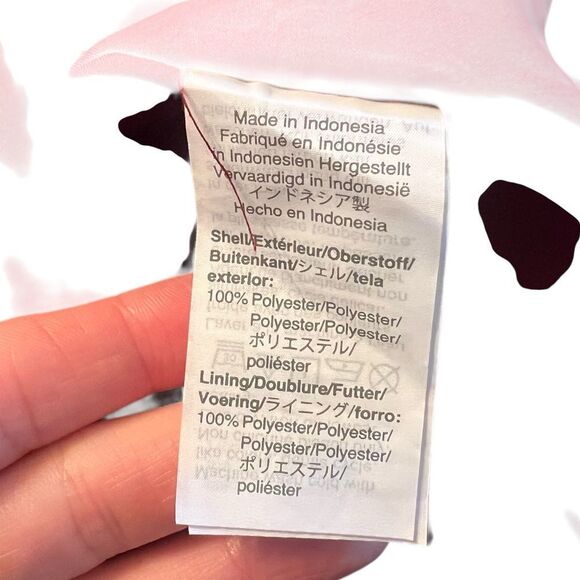 Made in Indonesia
Fabriqué en Indonésie
in Indonesien Hergestellt
Vervaardigd in Indonesië
インドネシア製
Hecho en Indonesia
Shell/Extérieur/Oberstoff/
Buitenkant/シェル/tela
exterior:
100% Polyester/Polyester/
Polyester/Polyester/
ポリエステル/
poliéster
Lining/Doublure/Futter/
Voering/ライニング/forro:
100% Polyester/Polyester/
Polyester/Polyester/
ポリエステル/
poliéster